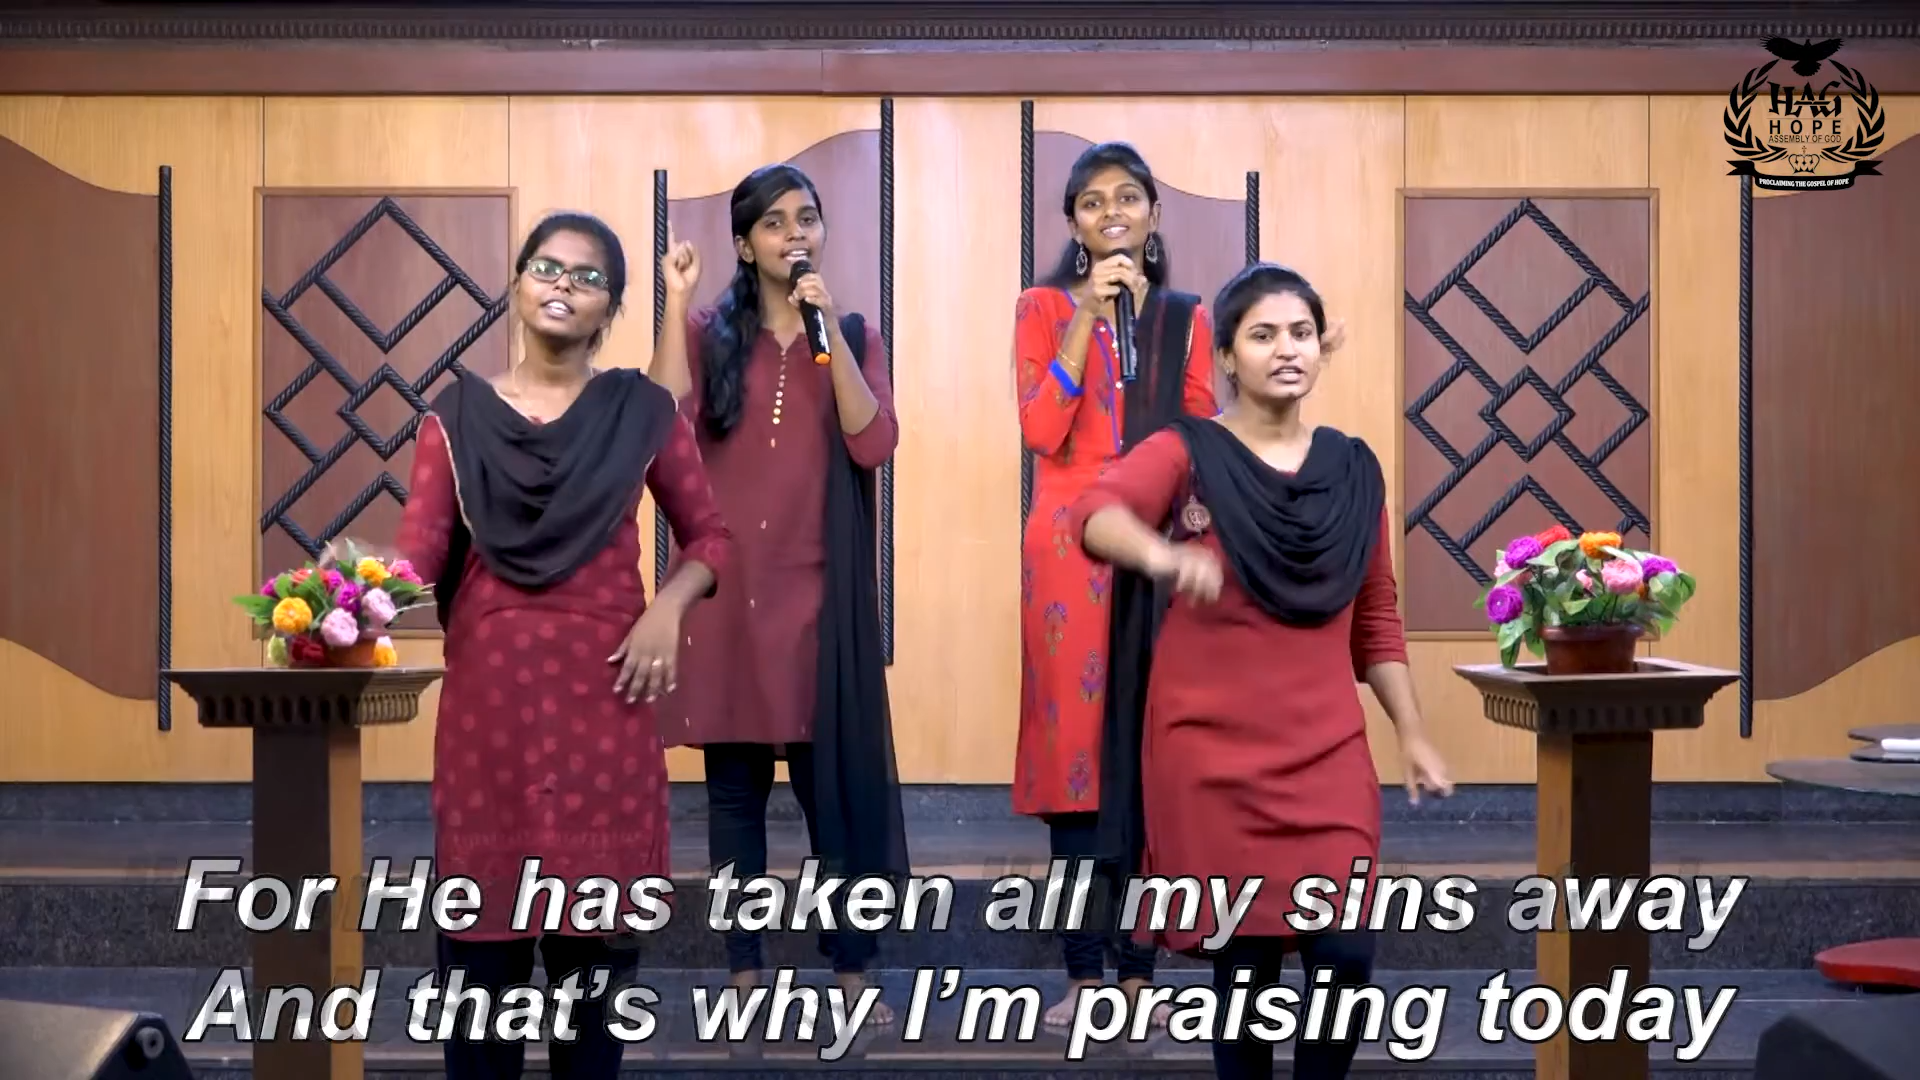 HAG
HOPE
ASSEMBLY OF GOD
PROCLAIMING THE GOSPEL OF HOPE
For He has taken all my sins away
And that's why I'm praising today